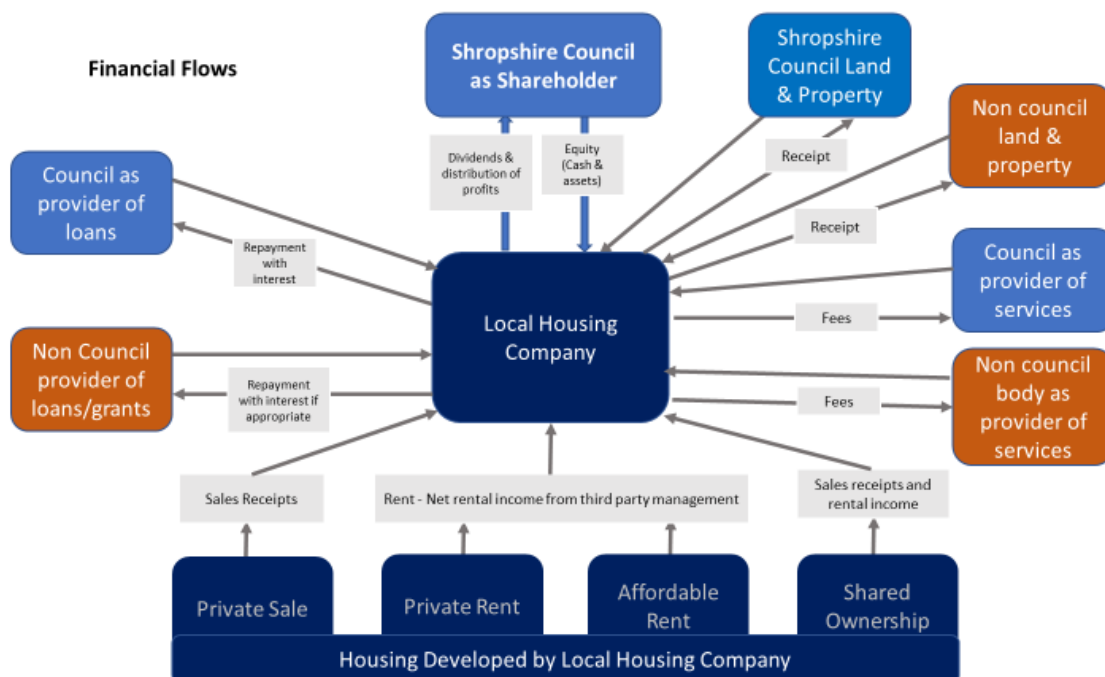 Financial Flows
Shropshire Council
as Shareholder
Shropshire
Council Land
& Property
Non council
land &
property
Council as
provider of
loans
Dividends &
distribution of
profits
Equity
(Cash &
assets)
Receipt
Receipt
Repayment
with
interest
Council as
provider of
services
Local Housing
Company
Fees
Non Council
provider of
loans/grants
Repayment
with interest if
appropriate
Fees
Non council
body as
provider of
services
Sales Receipts
Rent - Net rental income from third party management
Sales receipts and
rental income
Private Sale
Private Rent
Affordable
Rent
Shared
Ownership
Housing Developed by Local Housing Company